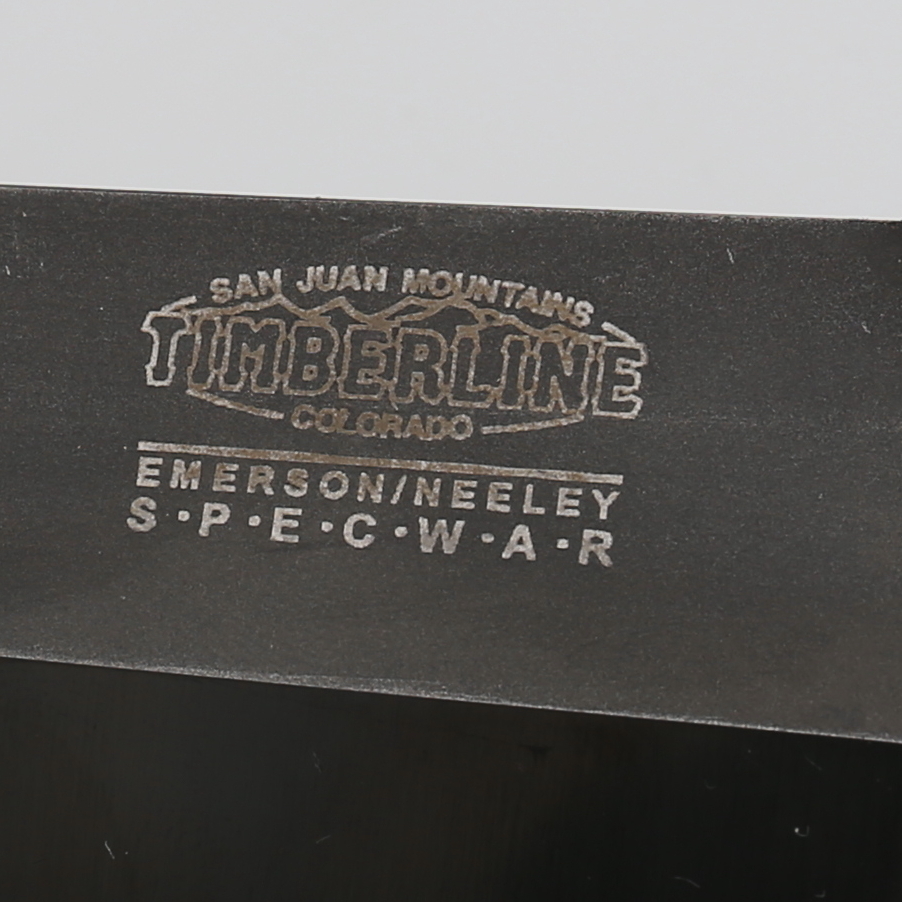 SAN JUAN MOUNTAINS
TIMBERLINE
COLORADO
EMERSON/NEELEY
S·P·E·C·W·A·R